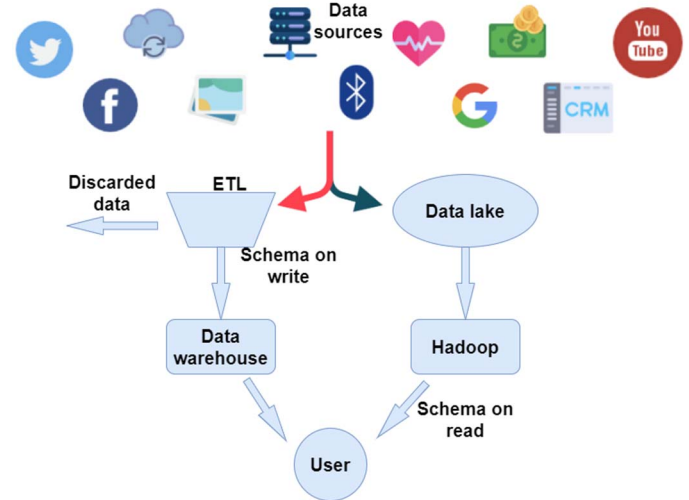 Data
sources
You
Tube
f
G
CRM
Discarded
data
ETL
Data lake
Schema on
write
Data
warehouse
Hadoop
Schema on
read
User